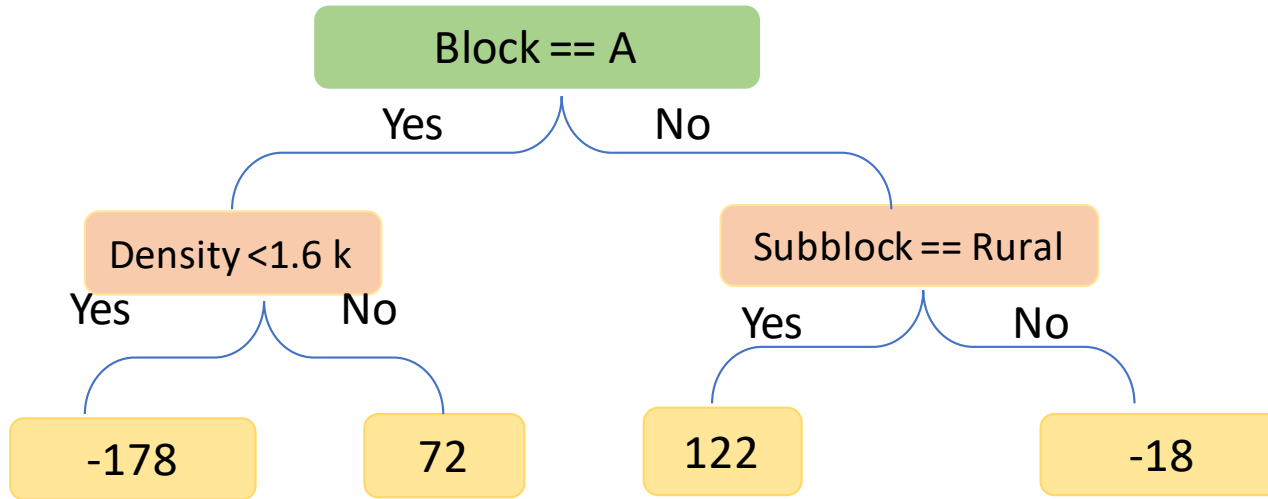 Block == A
Yes
No
Density <1.6 k
Subblock == Rural
Yes
No
Yes
No
-178
72
122
-18